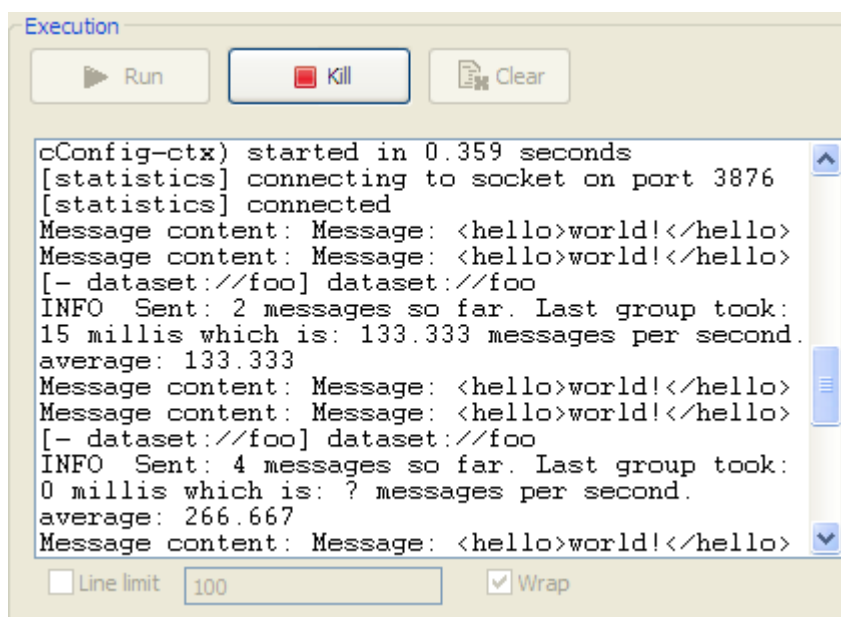 Execution
Run Kill Clear
cConfig-ctx) started in 0.359 seconds
[statistics] connecting to socket on port 3876
[statistics] connected
Message content: Message: <hello>world!</hello>
Message content: Message: <hello>world!</hello>
[- dataset://foo] dataset://foo
INFO  Sent: 2 messages so far. Last group took:
15 millis which is: 133.333 messages per second.
average: 133.333
Message content: Message: <hello>world!</hello>
Message content: Message: <hello>world!</hello>
[- dataset://foo] dataset://foo
INFO  Sent: 4 messages so far. Last group took:
0 millis which is: ? messages per second.
average: 266.667
Message content: Message: <hello>world!</hello>
Line limit 100 Wrap